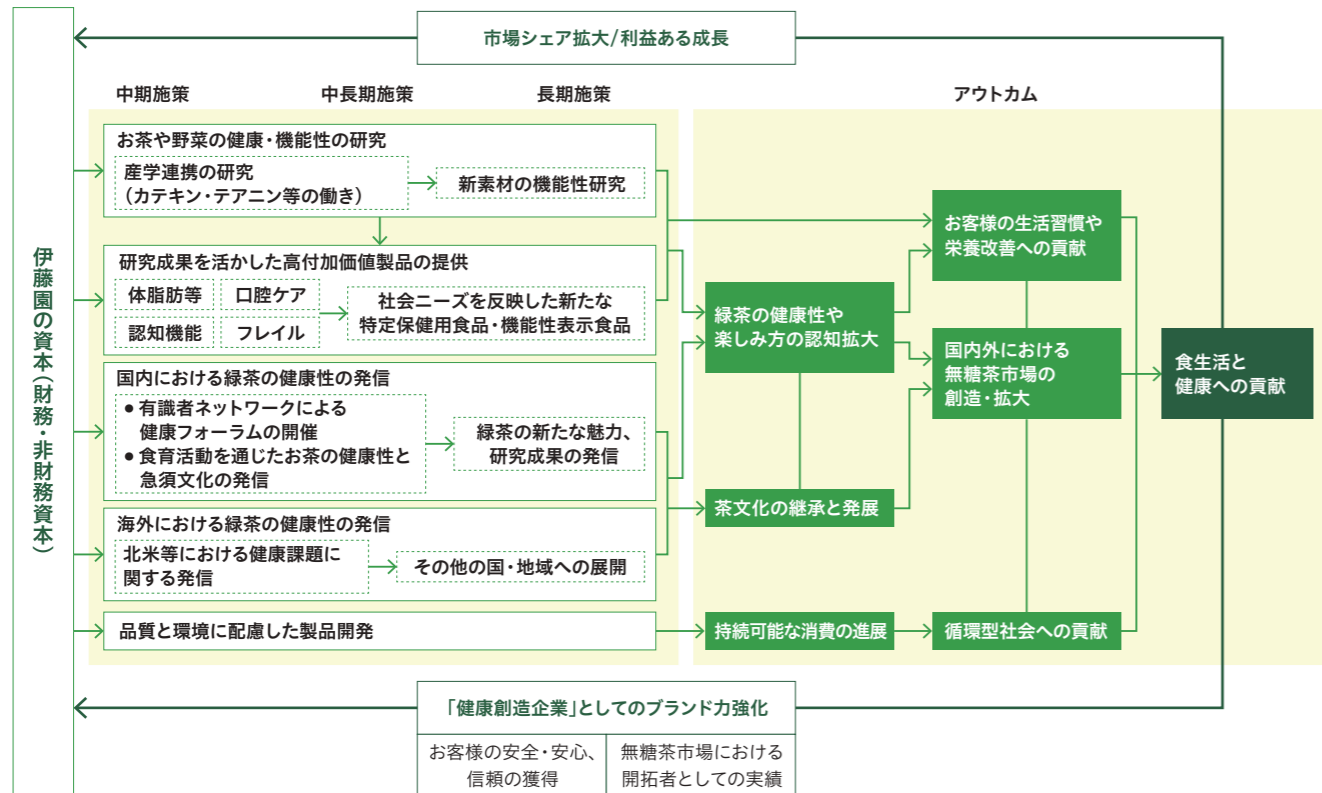 市場シェア拡大/利益ある成長
中期施策
中長期施策
長期施策
アウトカム
伊藤園の資本(財務・非財務資本)
お茶や野菜の健康・機能性の研究
産学連携の研究
(カテキン・テアニン等の働き)
新素材の機能性研究
研究成果を活かした高付加価値製品の提供
体脂肪等
口腔ケア
認知機能
フレイル
社会ニーズを反映した新たな
特定保健用食品・機能性表示食品
国内における緑茶の健康性の発信
● 有識者ネットワークによる
健康フォーラムの開催
● 食育活動を通じたお茶の健康性と
急須文化の発信
緑茶の新たな魅力、
研究成果の発信
海外における緑茶の健康性の発信
北米等における健康課題に
関する発信
その他の国・地域への展開
品質と環境に配慮した製品開発
緑茶の健康性や
楽しみ方の認知拡大
茶文化の継承と発展
持続可能な消費の進展
お客様の生活習慣や
栄養改善への貢献
国内外における
無糖茶市場の
創造・拡大
循環型社会への貢献
食生活と
健康への貢献
「健康創造企業」としてのブランド力強化
お客様の安全・安心、
信頼の獲得
無糖茶市場における
開拓者としての実績